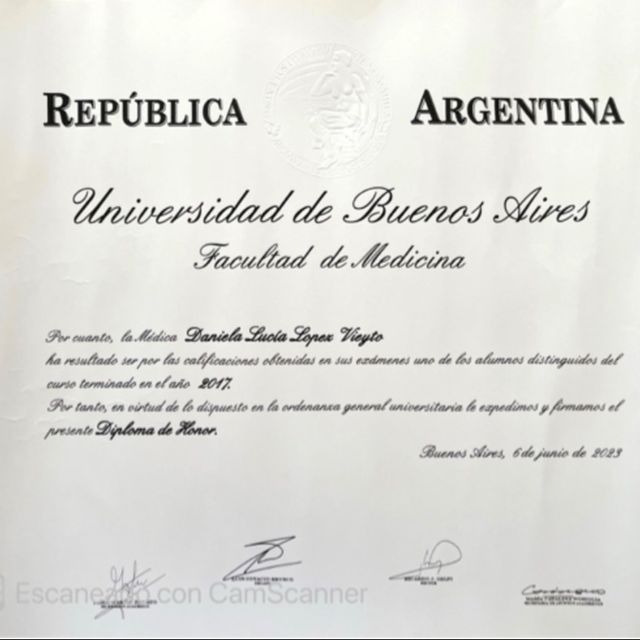 REPÚBLICA ARGENTINA
Universidad de Buenos Aires
Facultad de Medicina
Por cuanto, la Médica Daniela Lucía Lopez Vieyto
ha resultado ser por las calificaciones obtenidas en sus exámenes uno de los alumnos distinguidos del
curso terminado en el año 2017.
Por tanto, en virtud de lo dispuesto en la ordenanza general universitaria le expedimos y firmamos el
presente Diploma de Honor.
Buenos Aires, 6 de junio de 2023
Escaneado con CamScanner